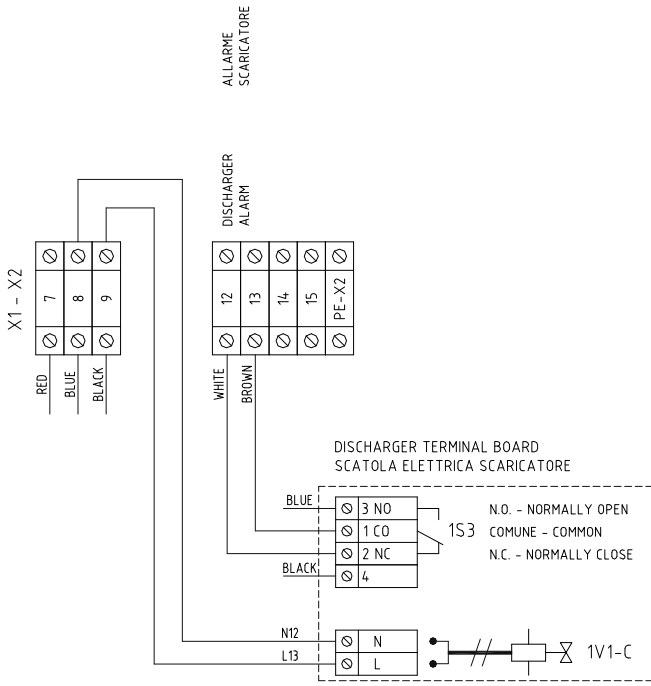 ALLARME
SCARICATORE
DISCHARGER
ALARM
X1 - X2
7
8
9
12
13
14
15
PE-X2
RED
BLUE
BLACK
WHITE
BROWN
DISCHARGER TERMINAL BOARD
SCATOLA ELETTRICA SCARICATORE
BLUE
3 NO
N.O. - NORMALLY OPEN
1 CO
1S3
COMUNE - COMMON
2 NC
N.C. - NORMALLY CLOSE
BLACK
4
N12
N
L13
L
1V1-C